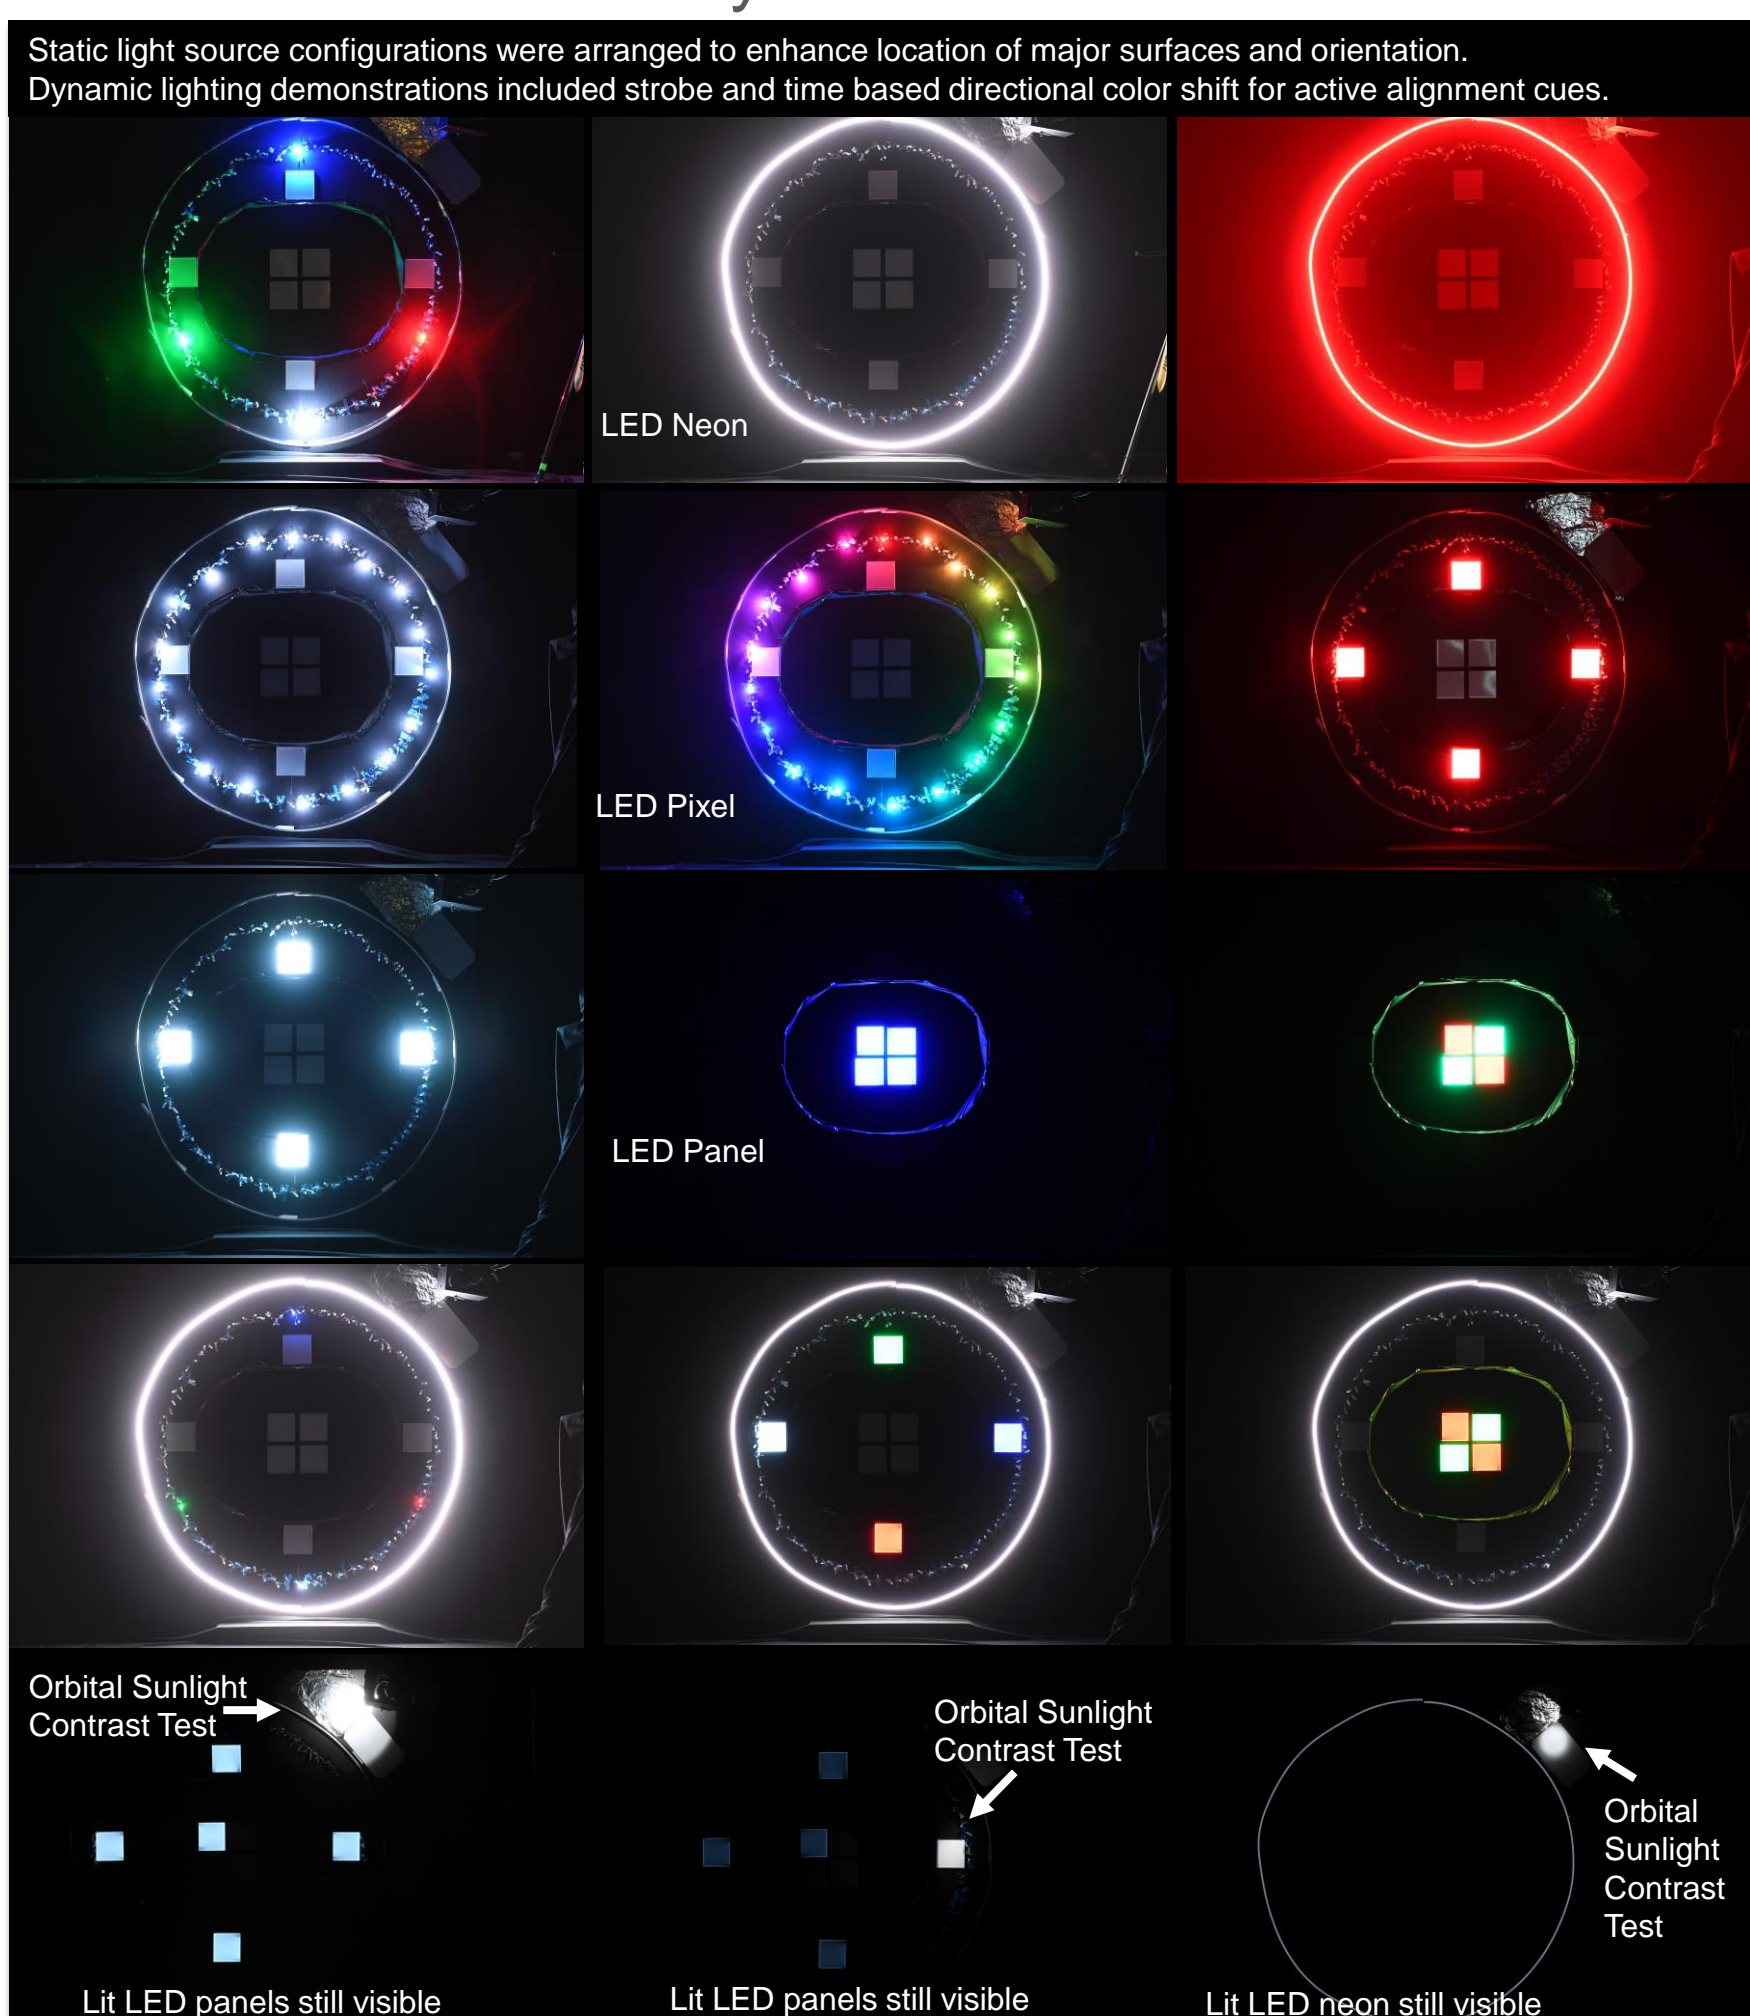 Static light source configurations were arranged to enhance location of major surfaces and orientation.
Dynamic lighting demonstrations included strobe and time based directional color shift for active alignment cues.
LED Neon
LED Pixel
LED Panel
Orbital Sunlight
Contrast Test
Orbital Sunlight
Contrast Test
Orbital
Sunlight
Contrast
Test
Lit LED panels still visible
Lit LED panels still visible
Lit LED neon still visible